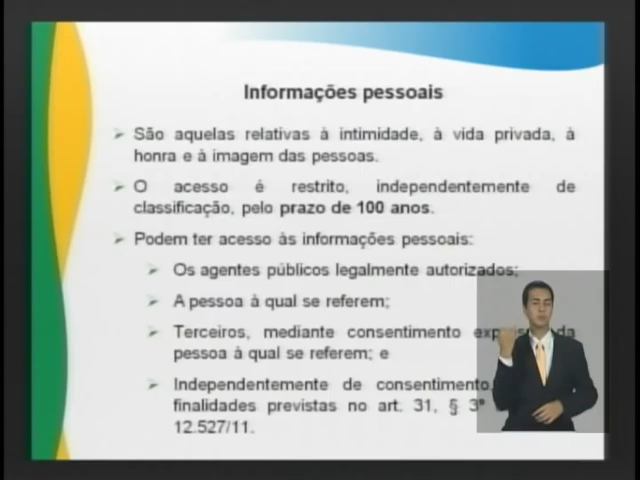 Informações pessoais
São aquelas relativas à intimidade, à vida privada, à
honra e à imagem das pessoas.
O acesso é restrito, independentemente de
classificação, pelo prazo de 100 anos.
Podem ter acesso às informações pessoais:
Os agentes públicos legalmente autorizados;
A pessoa à qual se referem;
Terceiros, mediante consentimento expresso da
pessoa à qual se referem; e
Independentemente de consentimento,
finalidades previstas no art. 31, § 3º
12.527/11.